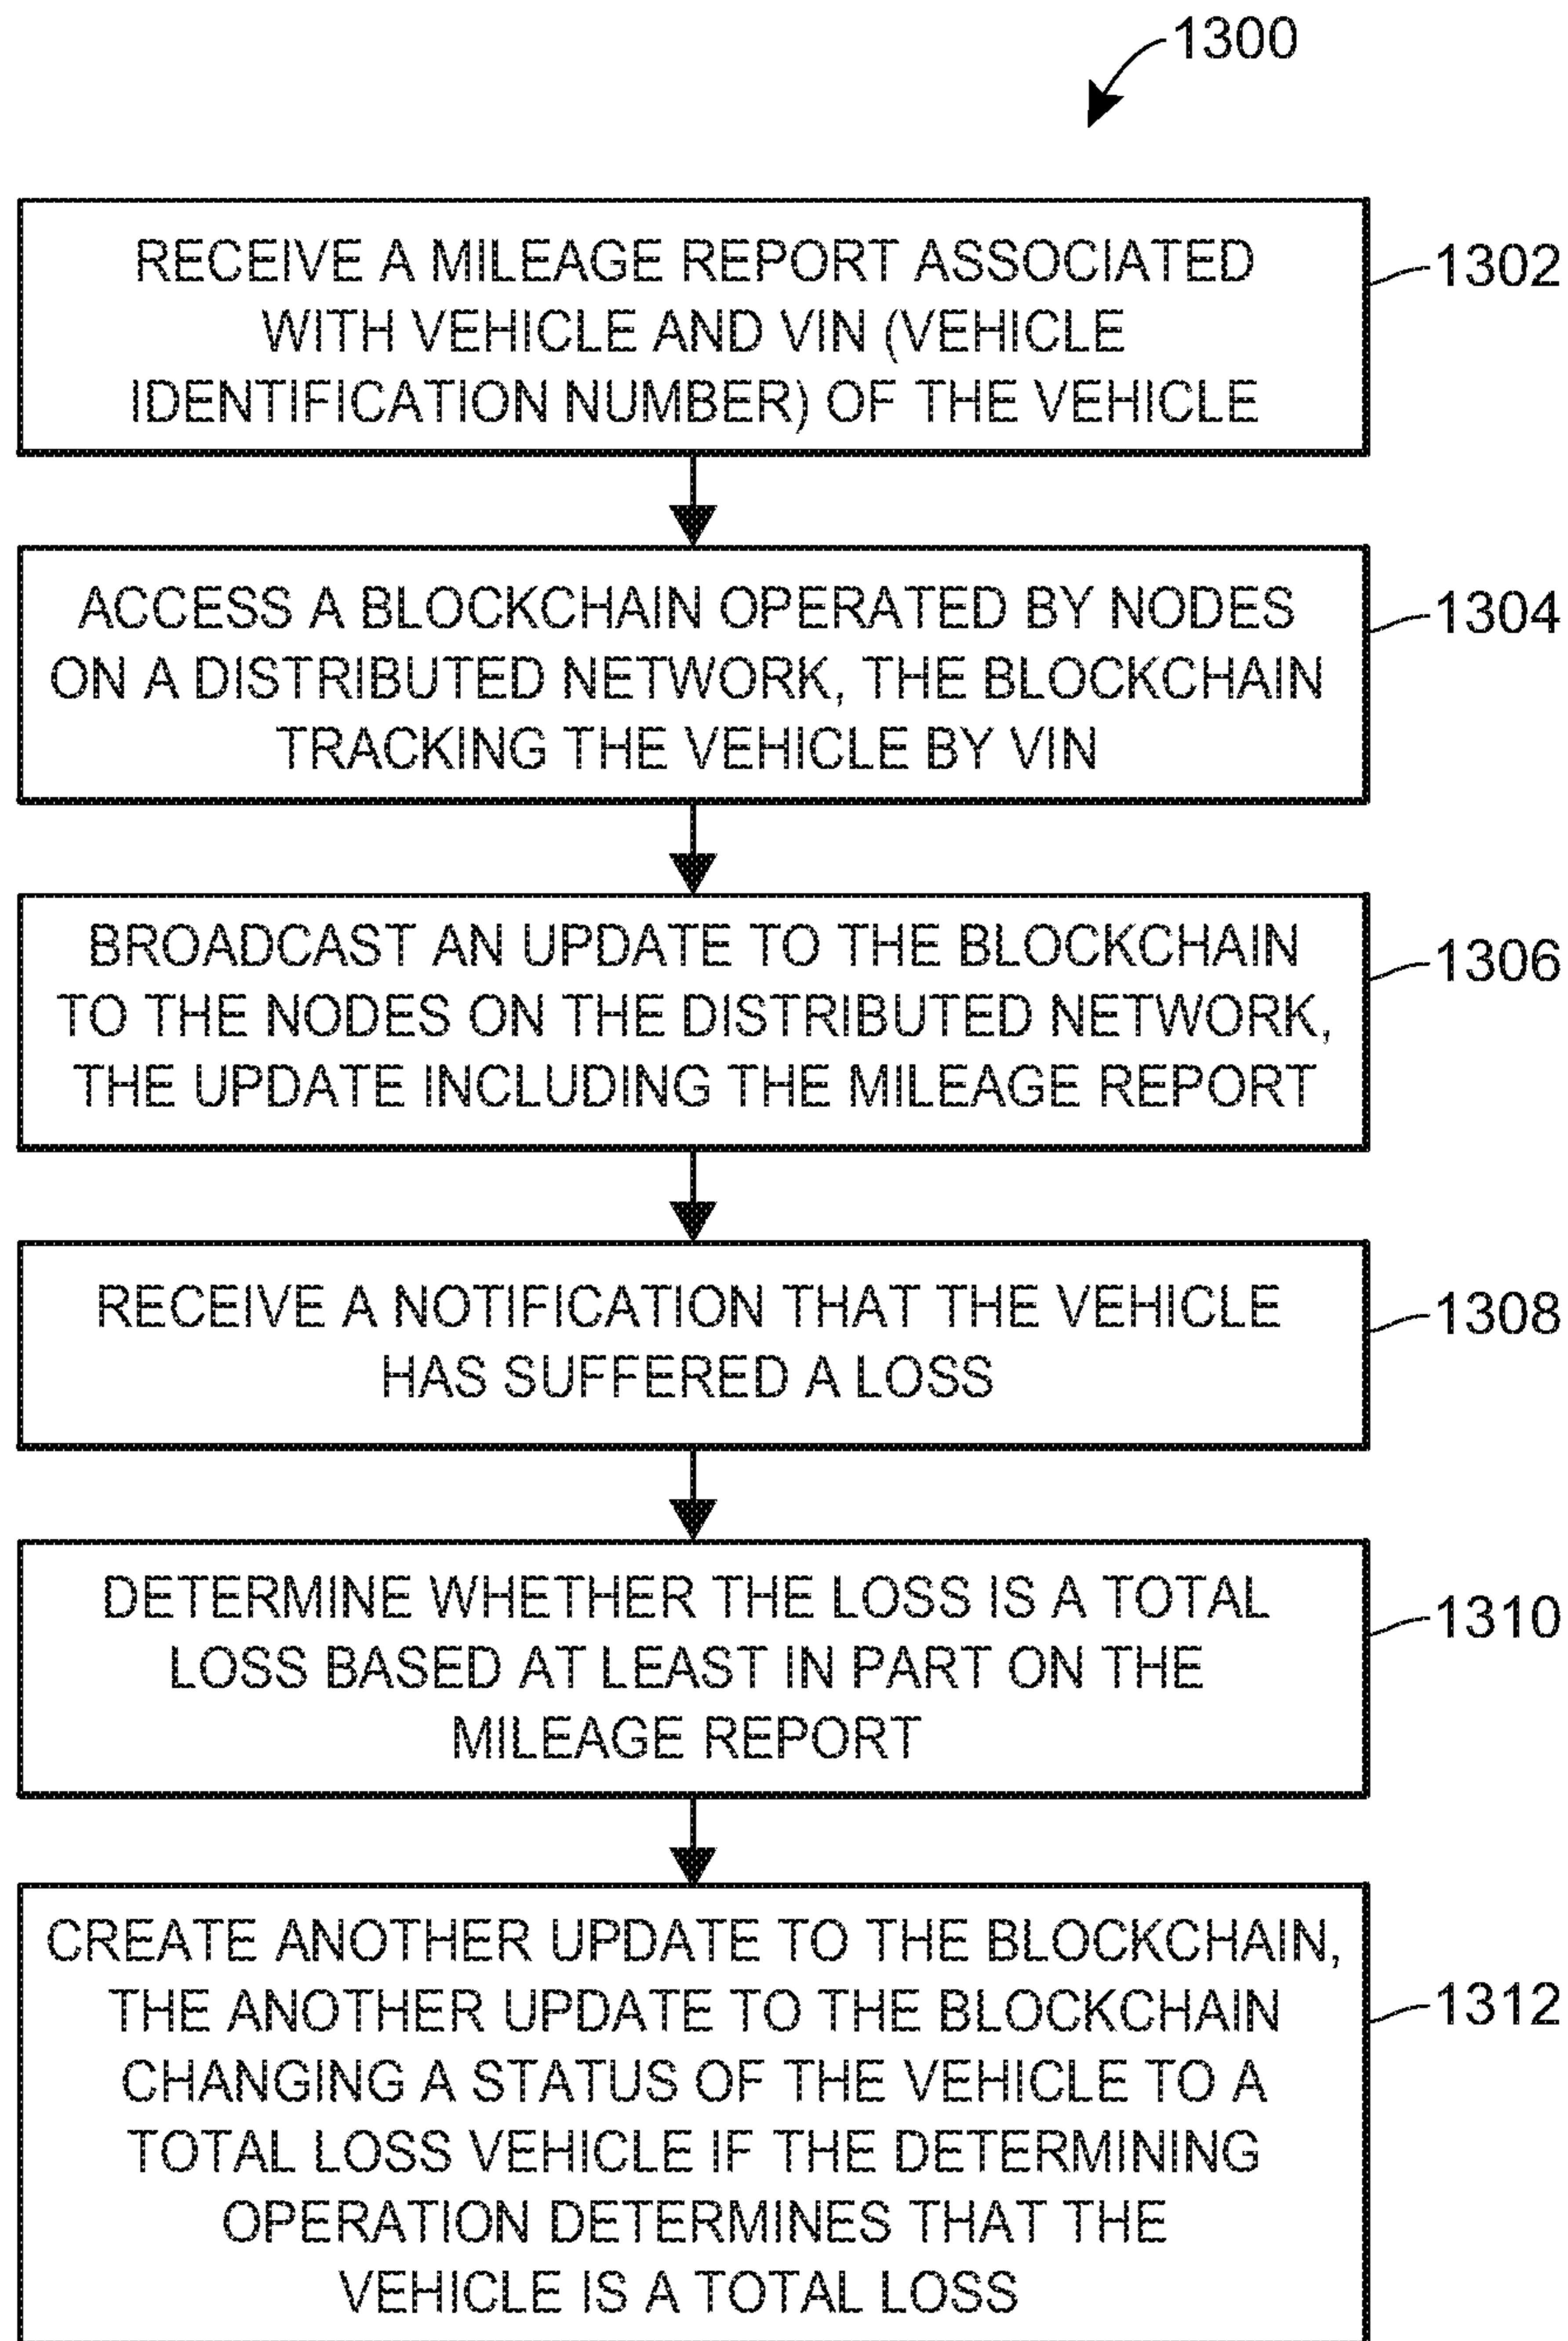 1300
RECEIVE A MILEAGE REPORT ASSOCIATED
WITH VEHICLE AND VIN (VEHICLE
IDENTIFICATION NUMBER) OF THE VEHICLE
1302
ACCESS A BLOCKCHAIN OPERATED BY NODES
ON A DISTRIBUTED NETWORK, THE BLOCKCHAIN
TRACKING THE VEHICLE BY VIN
1304
BROADCAST AN UPDATE TO THE BLOCKCHAIN
TO THE NODES ON THE DISTRIBUTED NETWORK,
THE UPDATE INCLUDING THE MILEAGE REPORT
1306
RECEIVE A NOTIFICATION THAT THE VEHICLE
HAS SUFFERED A LOSS
1308
DETERMINE WHETHER THE LOSS IS A TOTAL
LOSS BASED AT LEAST IN PART ON THE
MILEAGE REPORT
1310
CREATE ANOTHER UPDATE TO THE BLOCKCHAIN,
THE ANOTHER UPDATE TO THE BLOCKCHAIN
CHANGING A STATUS OF THE VEHICLE TO A
TOTAL LOSS VEHICLE IF THE DETERMINING
OPERATION DETERMINES THAT THE
VEHICLE IS A TOTAL LOSS
1312